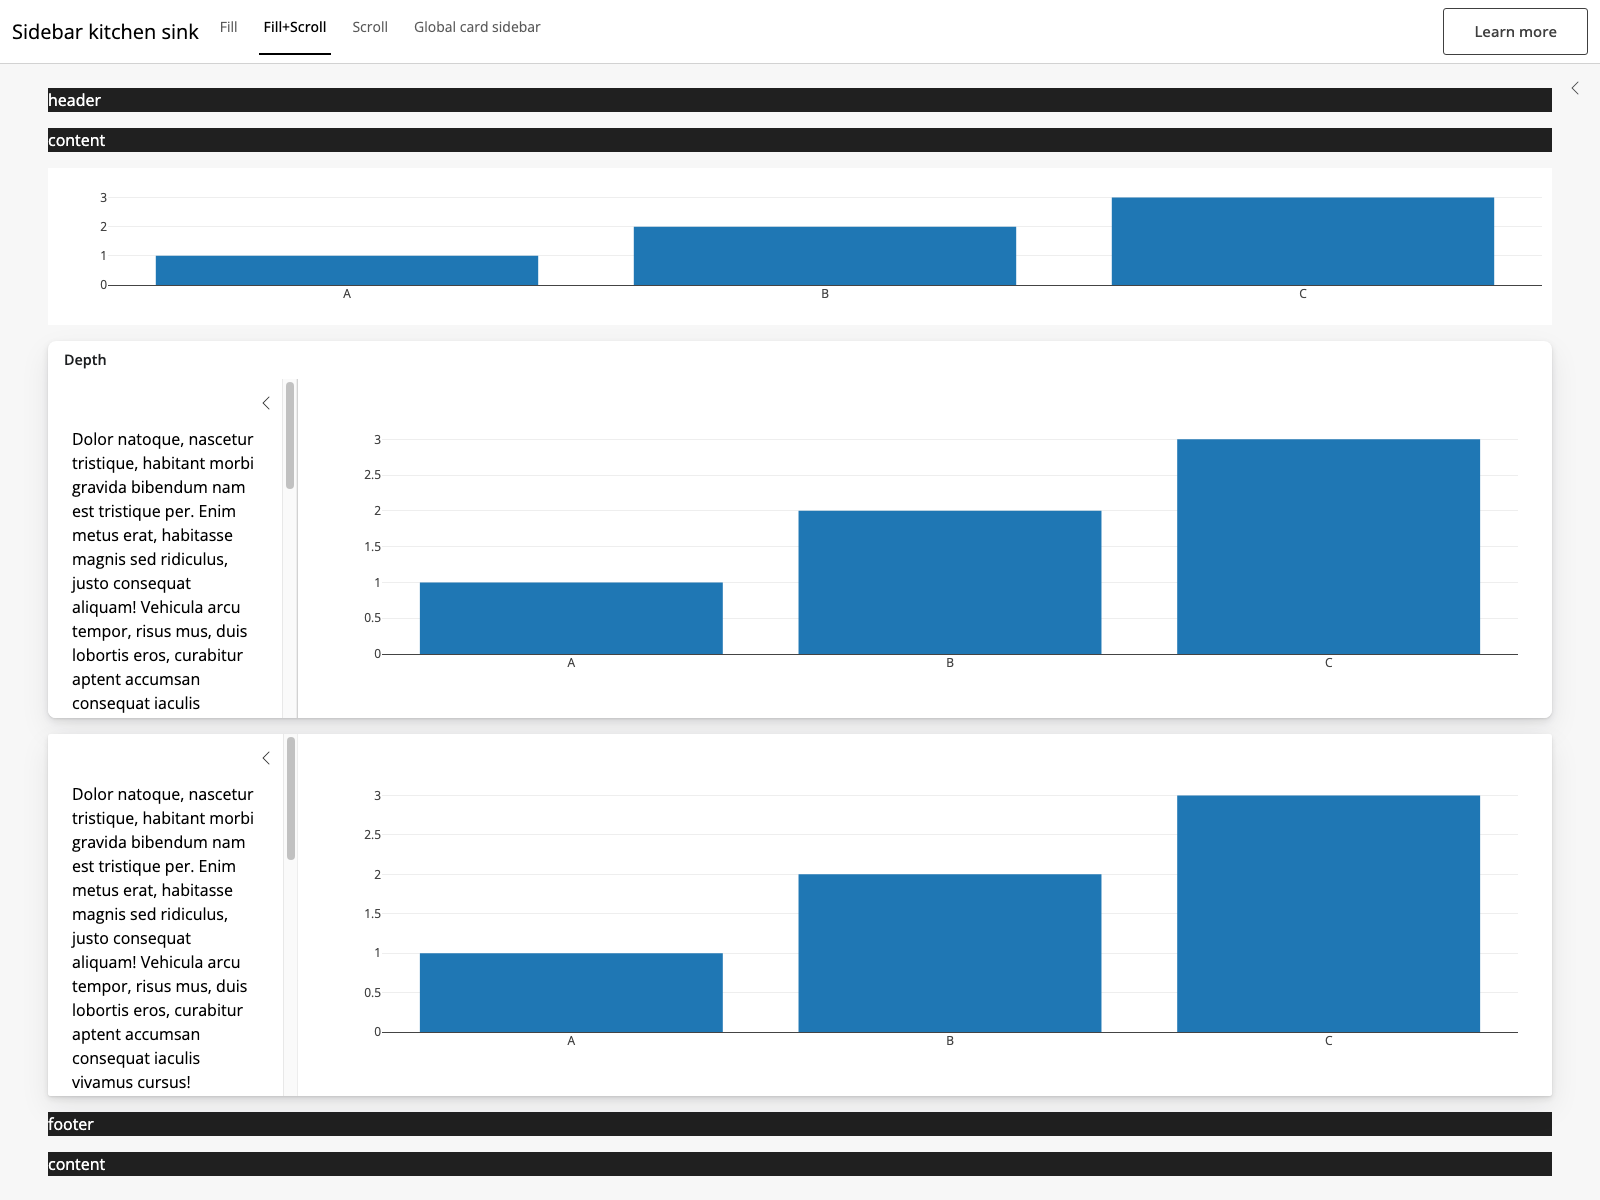 Sidebar kitchen sink
Fill
Fill+Scroll
Scroll
Global card sidebar
Learn more
header
content
3
2
1
0
A
B
C
Depth
Dolor natoque, nascetur
tristique, habitant morbi
gravida bibendum nam
est tristique per. Enim
metus erat, habitasse
magnis sed ridiculus,
justo consequat
aliquam! Vehicula arcu
tempor, risus mus, duis
lobortis eros, curabitur
aptent accumsan
consequat iaculis
3
2.5
2
1.5
1
0.5
0
A
B
C
Dolor natoque, nascetur
tristique, habitant morbi
gravida bibendum nam
est tristique per. Enim
metus erat, habitasse
magnis sed ridiculus,
justo consequat
aliquam! Vehicula arcu
tempor, risus mus, duis
lobortis eros, curabitur
aptent accumsan
consequat iaculis
vivamus cursus!
3
2.5
2
1.5
1
0.5
0
A
B
C
footer
content